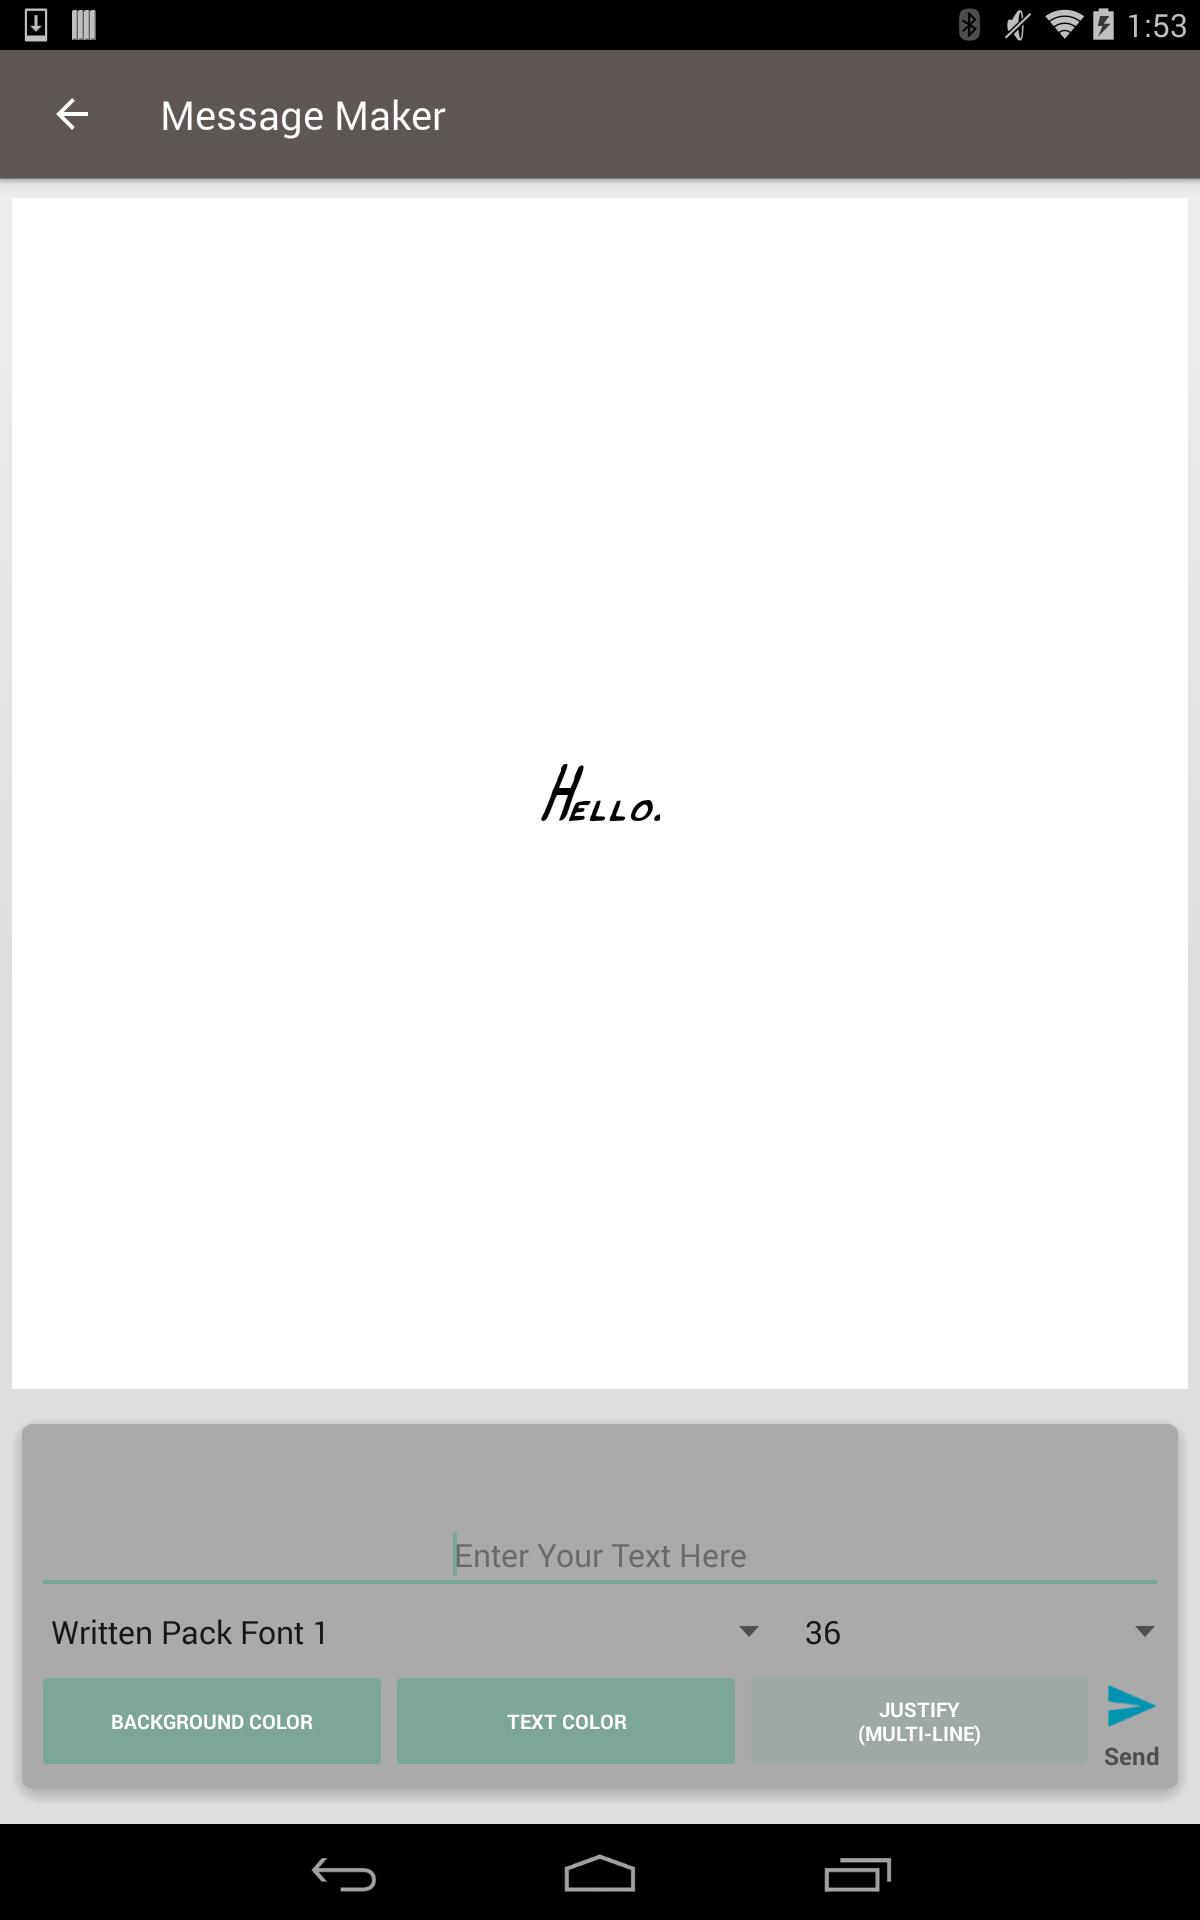 1:53
Message Maker
Hello.
Enter Your Text Here
Written Pack Font 1
36
BACKGROUND COLOR
TEXT COLOR
JUSTIFY
(MULTI-LINE)
Send